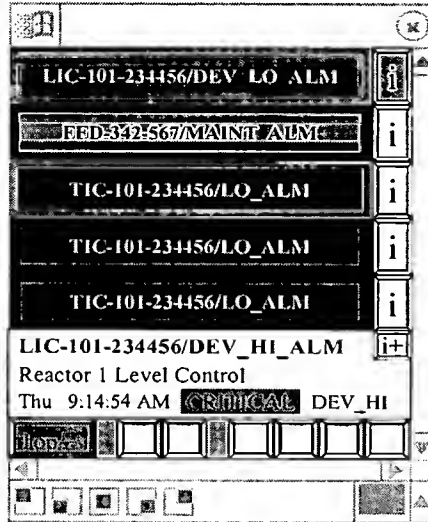 LIC-101-234456/DEV_LO_ALM
i
FFD-342-567/MAINT_ALM
i
TIC-101-234456/LO_ALM
i
TIC-101-234456/LO_ALM
i
TIC-101-234456/LO_ALM
i
LIC-101-234456/DEV_HI_ALM
i+
Reactor 1 Level Control
Thu 9:14:54 AM CRITICAL DEV_HI